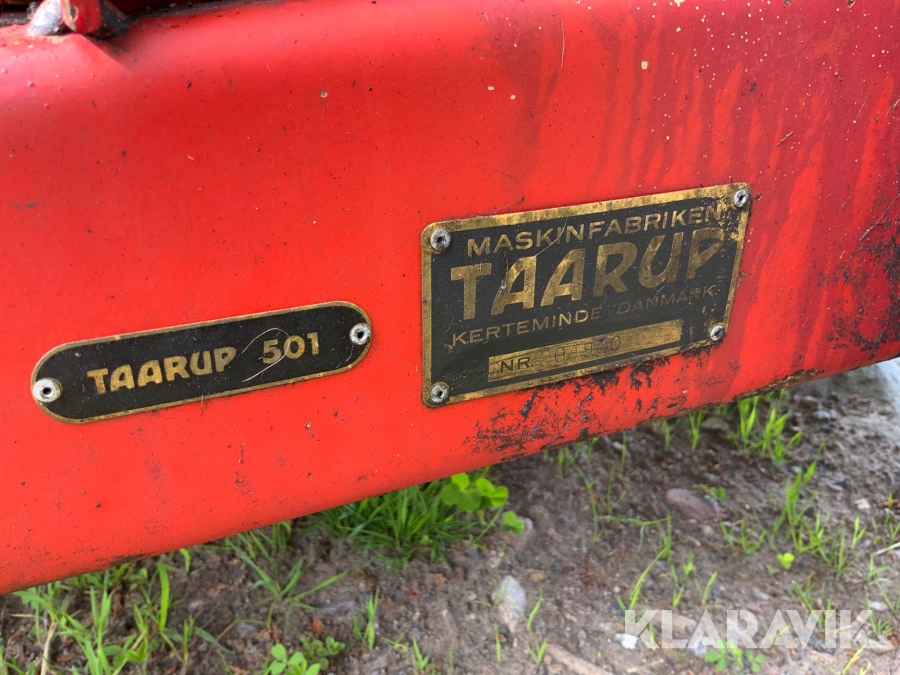 TAARUP 501
MASKINFABRIKEN
TAARUP
KERTEMINDE DANMARK
NR.
KLARAVIK